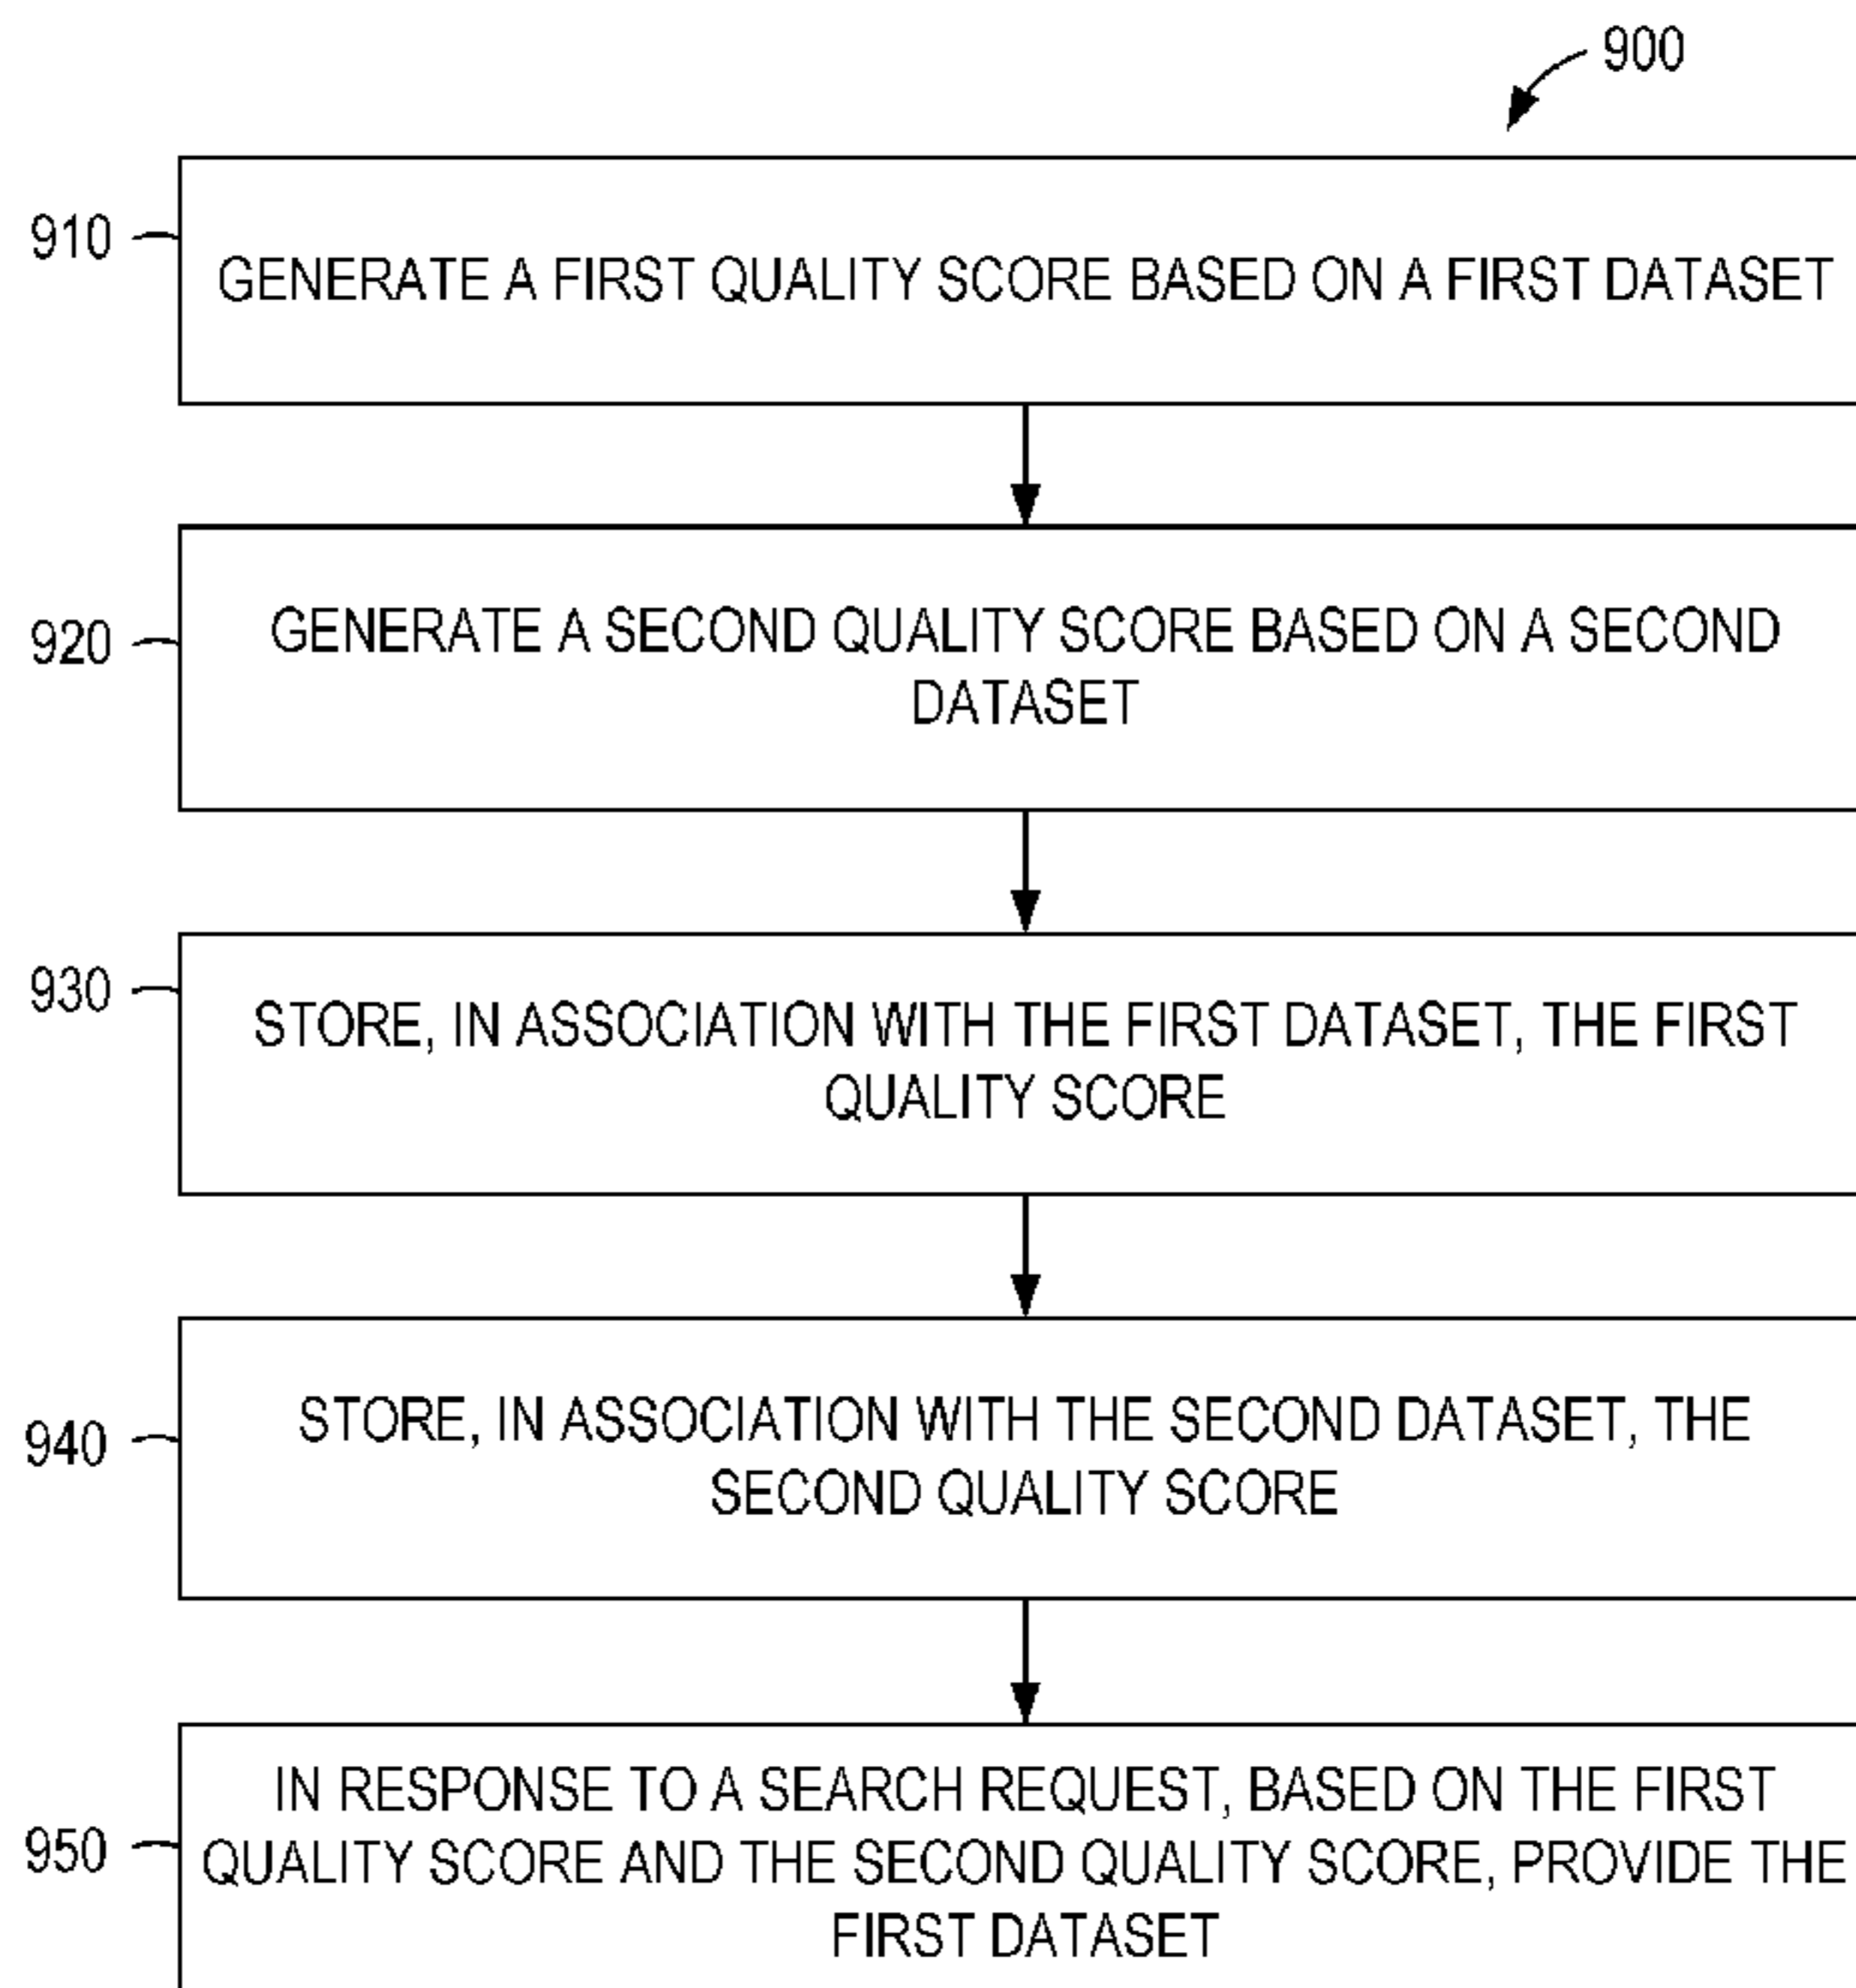 900
910
GENERATE A FIRST QUALITY SCORE BASED ON A FIRST DATASET
920
GENERATE A SECOND QUALITY SCORE BASED ON A SECOND
DATASET
930
STORE, IN ASSOCIATION WITH THE FIRST DATASET, THE FIRST
QUALITY SCORE
940
STORE, IN ASSOCIATION WITH THE SECOND DATASET, THE
SECOND QUALITY SCORE
950
IN RESPONSE TO A SEARCH REQUEST, BASED ON THE FIRST
QUALITY SCORE AND THE SECOND QUALITY SCORE, PROVIDE THE
FIRST DATASET